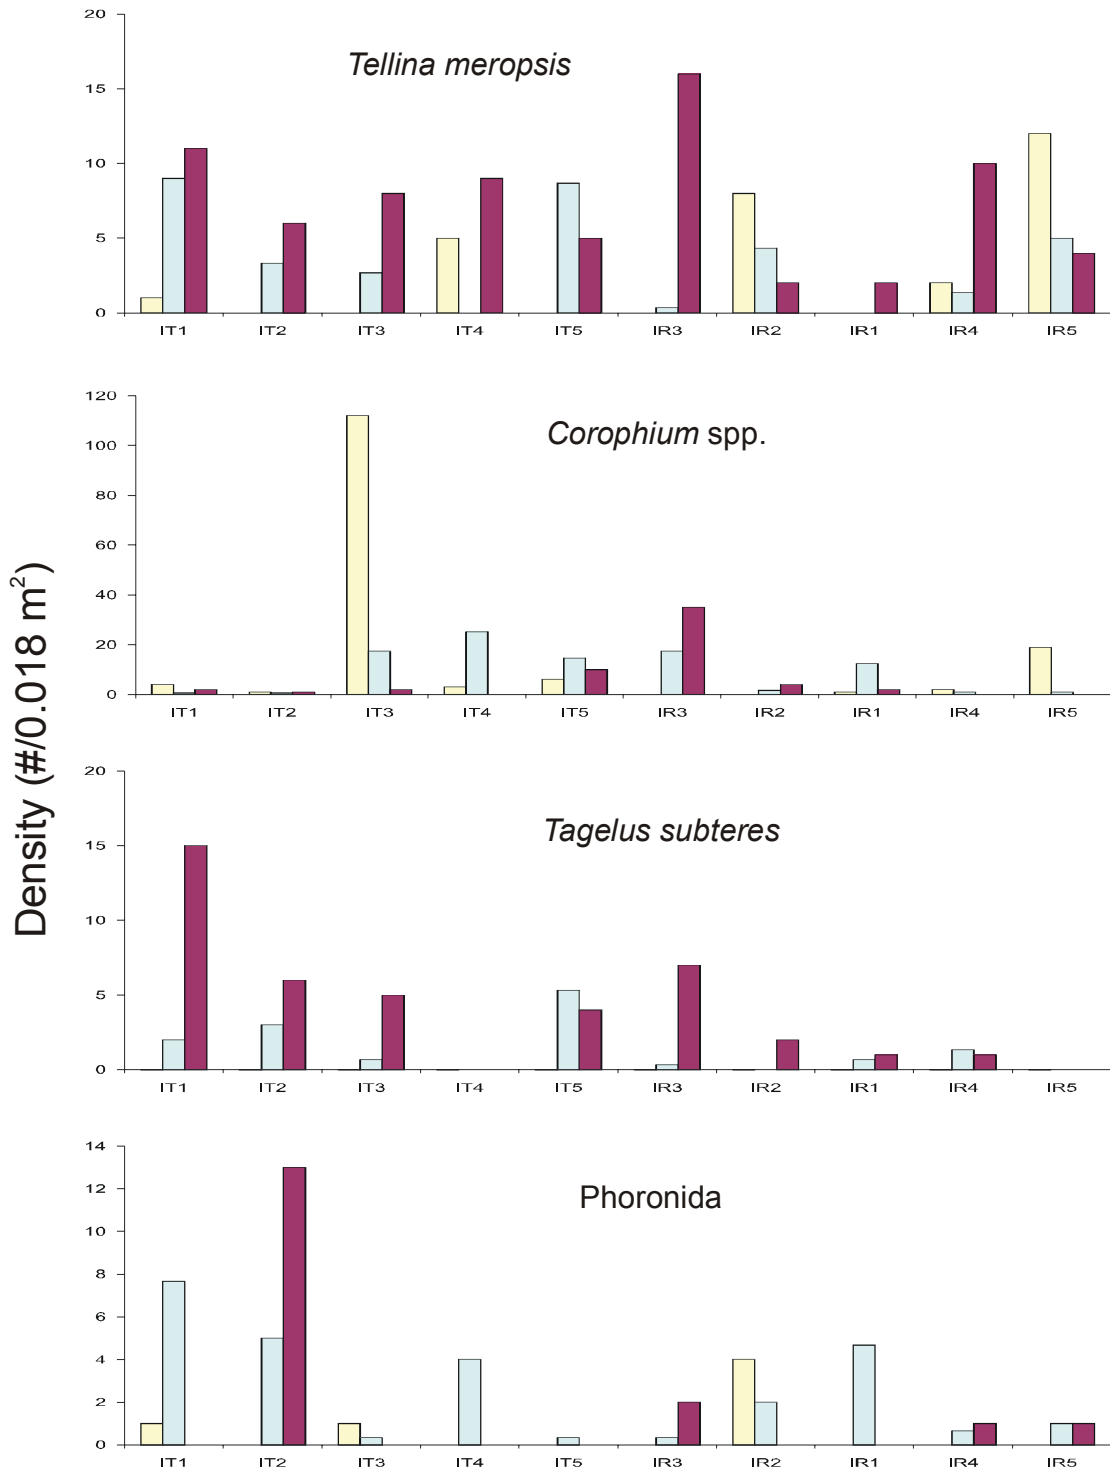 20
Tellina meropsis
15
10
5
0
IT1 IT2 IT3 IT4 IT5 IR3 IR2 IR1 IR4 IR5
120
Corophium spp.
100
80
60
40
20
0
IT1 IT2 IT3 IT4 IT5 IR3 IR2 IR1 IR4 IR5
Density (#/0.018 m²)
20
Tagelus subteres
15
10
5
0
IT1 IT2 IT3 IT4 IT5 IR3 IR2 IR1 IR4 IR5
14
12
Phoronida
10
8
6
4
2
0
IT1 IT2 IT3 IT4 IT5 IR3 IR2 IR1 IR4 IR5